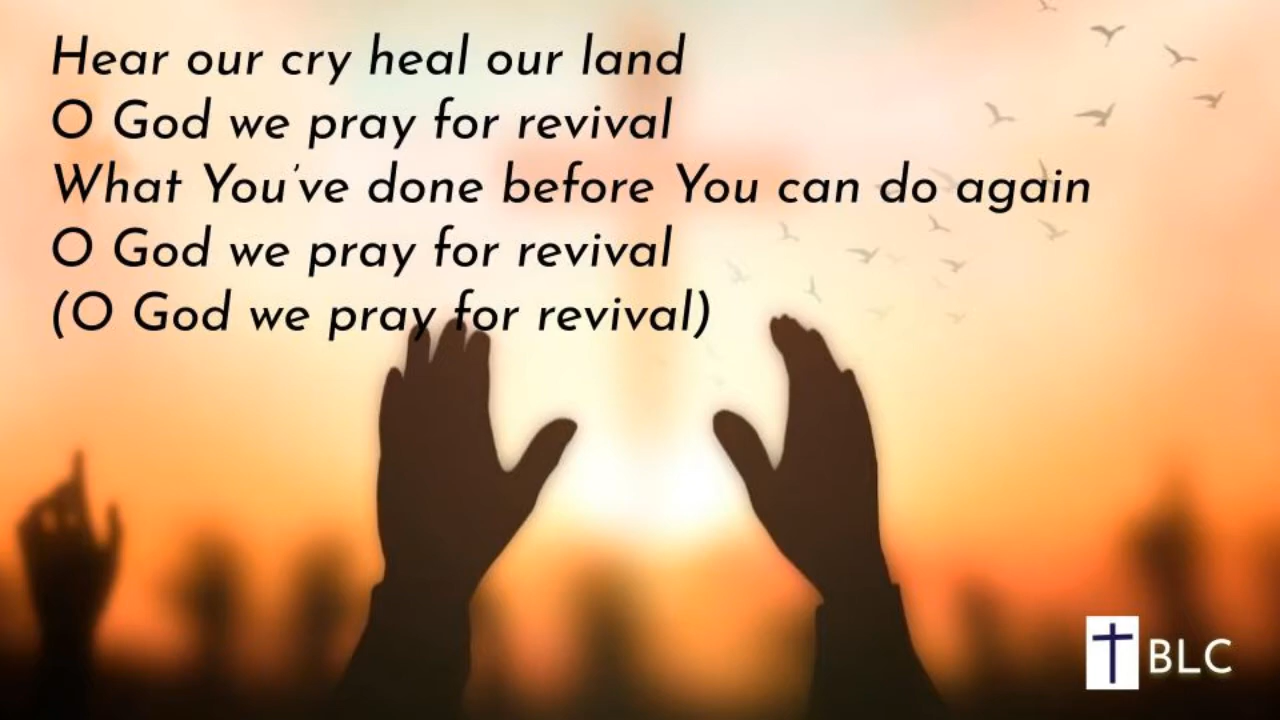 Hear our cry heal our land
O God we pray for revival
What You've done before You can do again
O God we pray for revival
(O God we pray for revival)
BLC